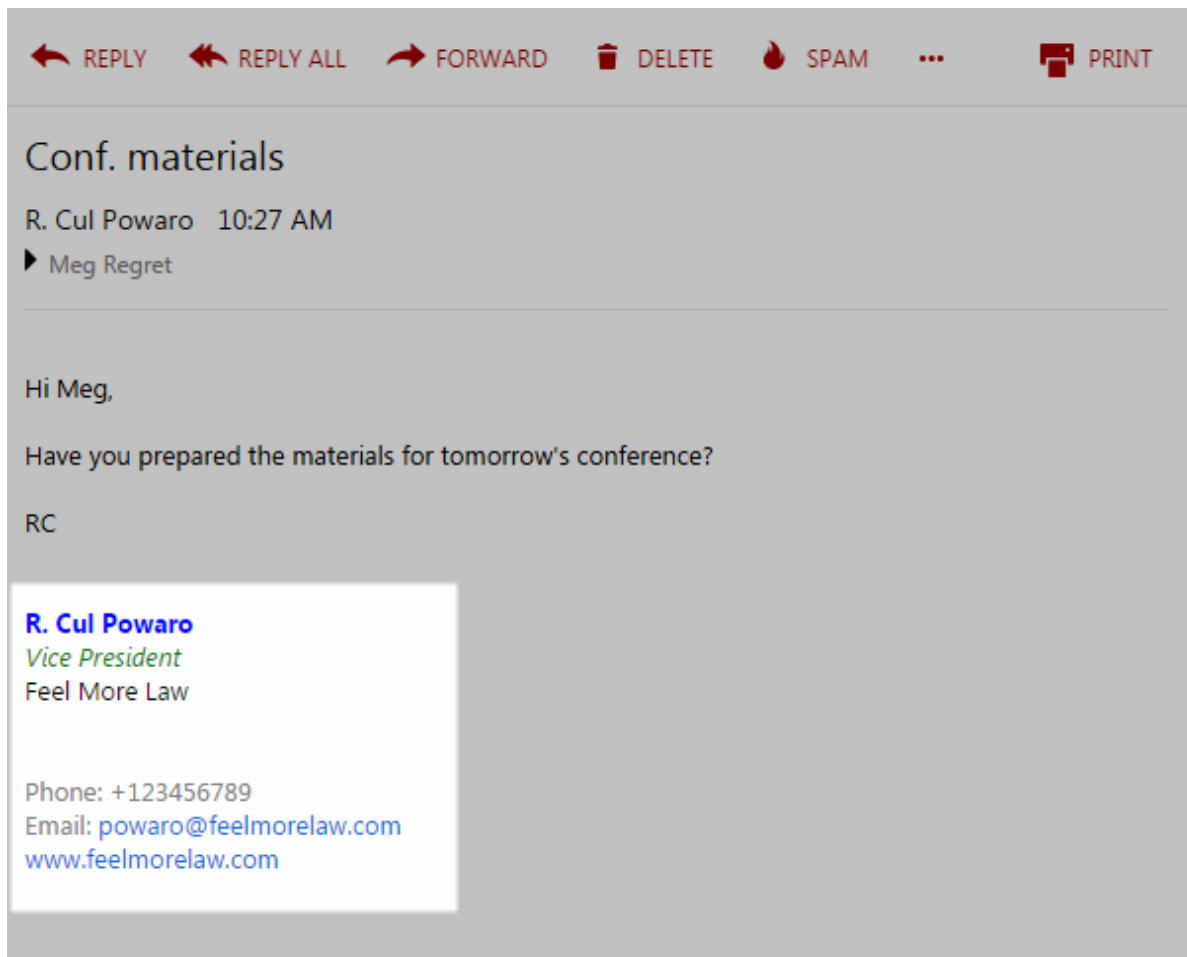 REPLY REPLY ALL FORWARD DELETE SPAM ... PRINT
Conf. materials
R. Cul Powaro 10:27 AM
Meg Regret
Hi Meg,
Have you prepared the materials for tomorrow's conference?
RC
R. Cul Powaro
Vice President
Feel More Law
Phone: +123456789
Email: powaro@feelmorelaw.com
www.feelmorelaw.com